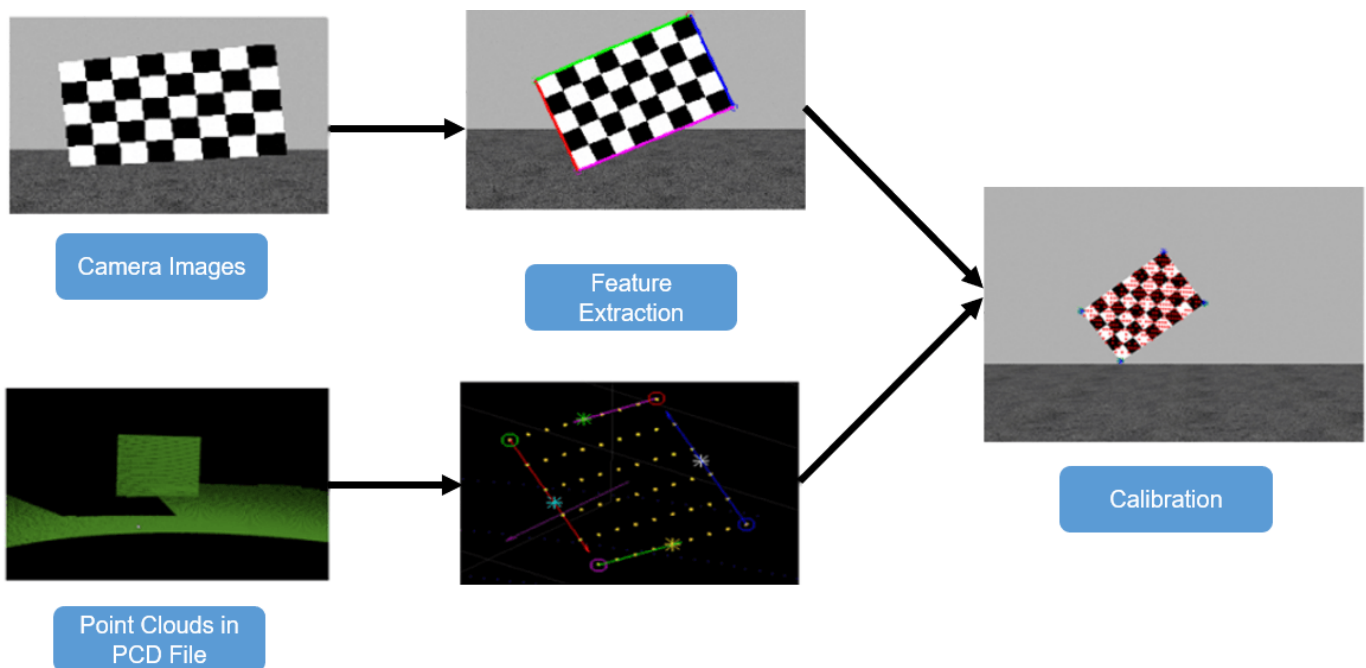 Camera Images
Feature
Extraction
Calibration
Point Clouds in
PCD File